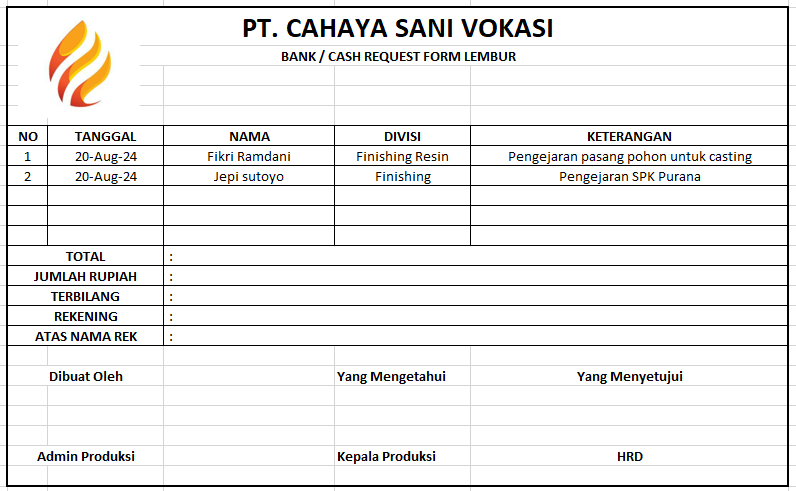 PT. CAHAYA SANI VOKASI
BANK / CASH REQUEST FORM LEMBUR
NO TANGGAL NAMA DIVISI KETERANGAN
1 20-Aug-24 Fikri Ramdani Finishing Resin Pengejaran pasang pohon untuk casting
2 20-Aug-24 Jepi sutoyo Finishing Pengejaran SPK Purana
TOTAL :
JUMLAH RUPIAH :
TERBILANG :
REKENING :
ATAS NAMA REK :
Dibuat Oleh Yang Mengetahui Yang Menyetujui
Admin Produksi Kepala Produksi HRD